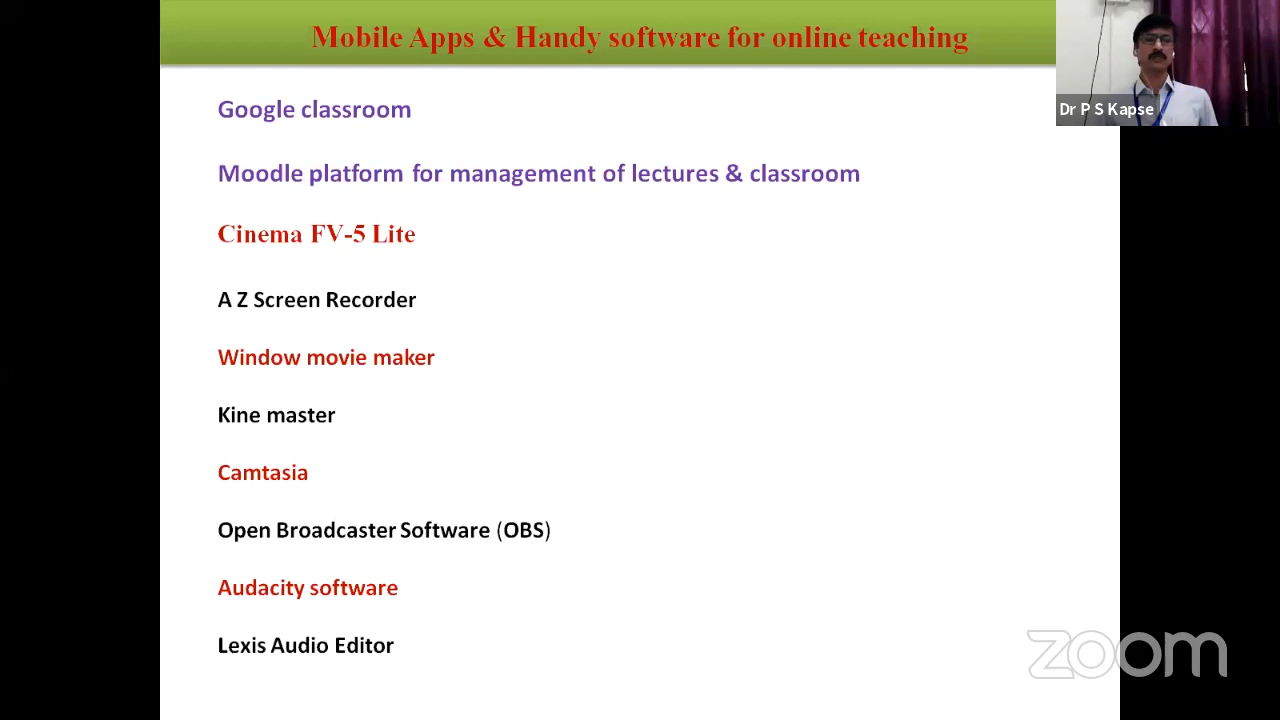 Mobile Apps & Handy software for online teaching
Dr P S Kapse
Google classroom
Moodle platform for management of lectures & classroom
Cinema FV-5 Lite
A Z Screen Recorder
Window movie maker
Kine master
Camtasia
Open Broadcaster Software (OBS)
Audacity software
Lexis Audio Editor
zoom